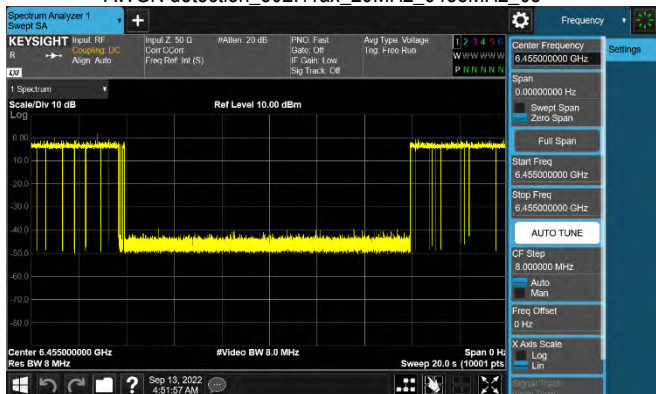 Spectrum Analyzer 1
Swept SA
+
Frequency
KEYSIGHT
R
Input: RF
Coupling: DC
Align: Auto
Input Z: 50 Ω
Corr CCorr
Freq Ref: Int (S)
#Atten: 20 dB
PNO: Fast
Gate: Off
IF Gain: Low
Sig Track: Off
Avg Type: Voltage
Trig: Free Run
1 2 3 4 5 6
W W W W W W
P N N N N N
1 Spectrum
Scale/Div 10 dB
Ref Level 10.00 dBm
Log
0.00
-10.0
-20.0
-30.0
-40.0
-50.0
-60.0
-70.0
-80.0
Center 6.455000000 GHz
Res BW 8 MHz
#Video BW 8.0 MHz
Span 0 Hz
Sweep 20.0 s (10001 pts
Center Frequency
6.455000000 GHz
Settings
Span
0.00000000 Hz
Swept Span
Zero Span
Full Span
Start Freq
6.455000000 GHz
Stop Freq
6.455000000 GHz
AUTO TUNE
CF Step
8.000000 MHz
Auto
Man
Freq Offset
0 Hz
X Axis Scale
Log
Lin
Signal Track
?
Sep 13, 2022
4:51:57 AM